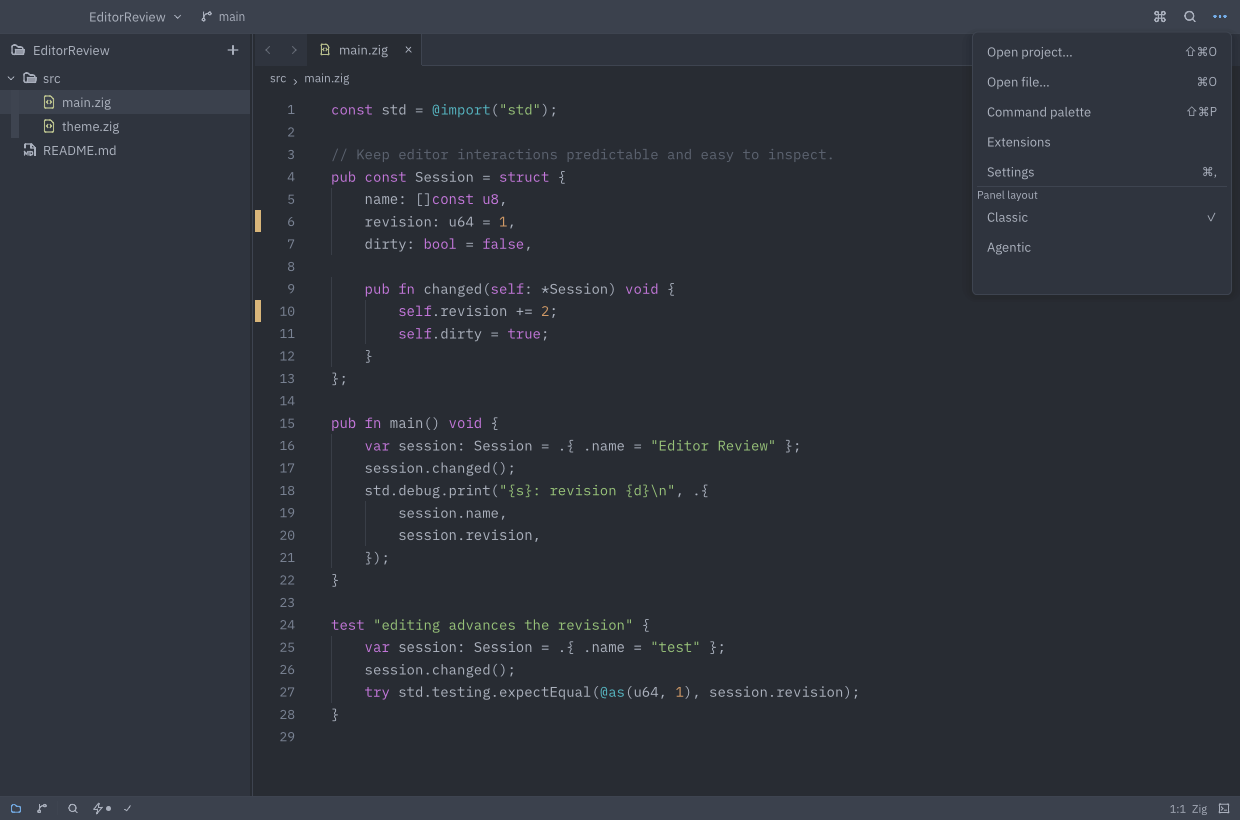 EditorReview main
EditorReview
src
main.zig
theme.zig
README.md
main.zig
src › main.zig
1 const std = @import("std");
2
3 // Keep editor interactions predictable and easy to inspect.
4 pub const Session = struct {
5 name: []const u8,
6 revision: u64 = 1,
7 dirty: bool = false,
8
9 pub fn changed(self: *Session) void {
10 self.revision += 2;
11 self.dirty = true;
12 }
13 };
14
15 pub fn main() void {
16 var session: Session = .{ .name = "Editor Review" };
17 session.changed();
18 std.debug.print("{s}: revision {d}\n", .{
19 session.name,
20 session.revision,
21 });
22 }
23
24 test "editing advances the revision" {
25 var session: Session = .{ .name = "test" };
26 session.changed();
27 try std.testing.expectEqual(@as(u64, 1), session.revision);
28 }
29
Open project... ⇧⌘O
Open file... ⌘O
Command palette ⇧⌘P
Extensions
Settings ⌘,
Panel layout
Classic ✓
Agentic
1:1 Zig